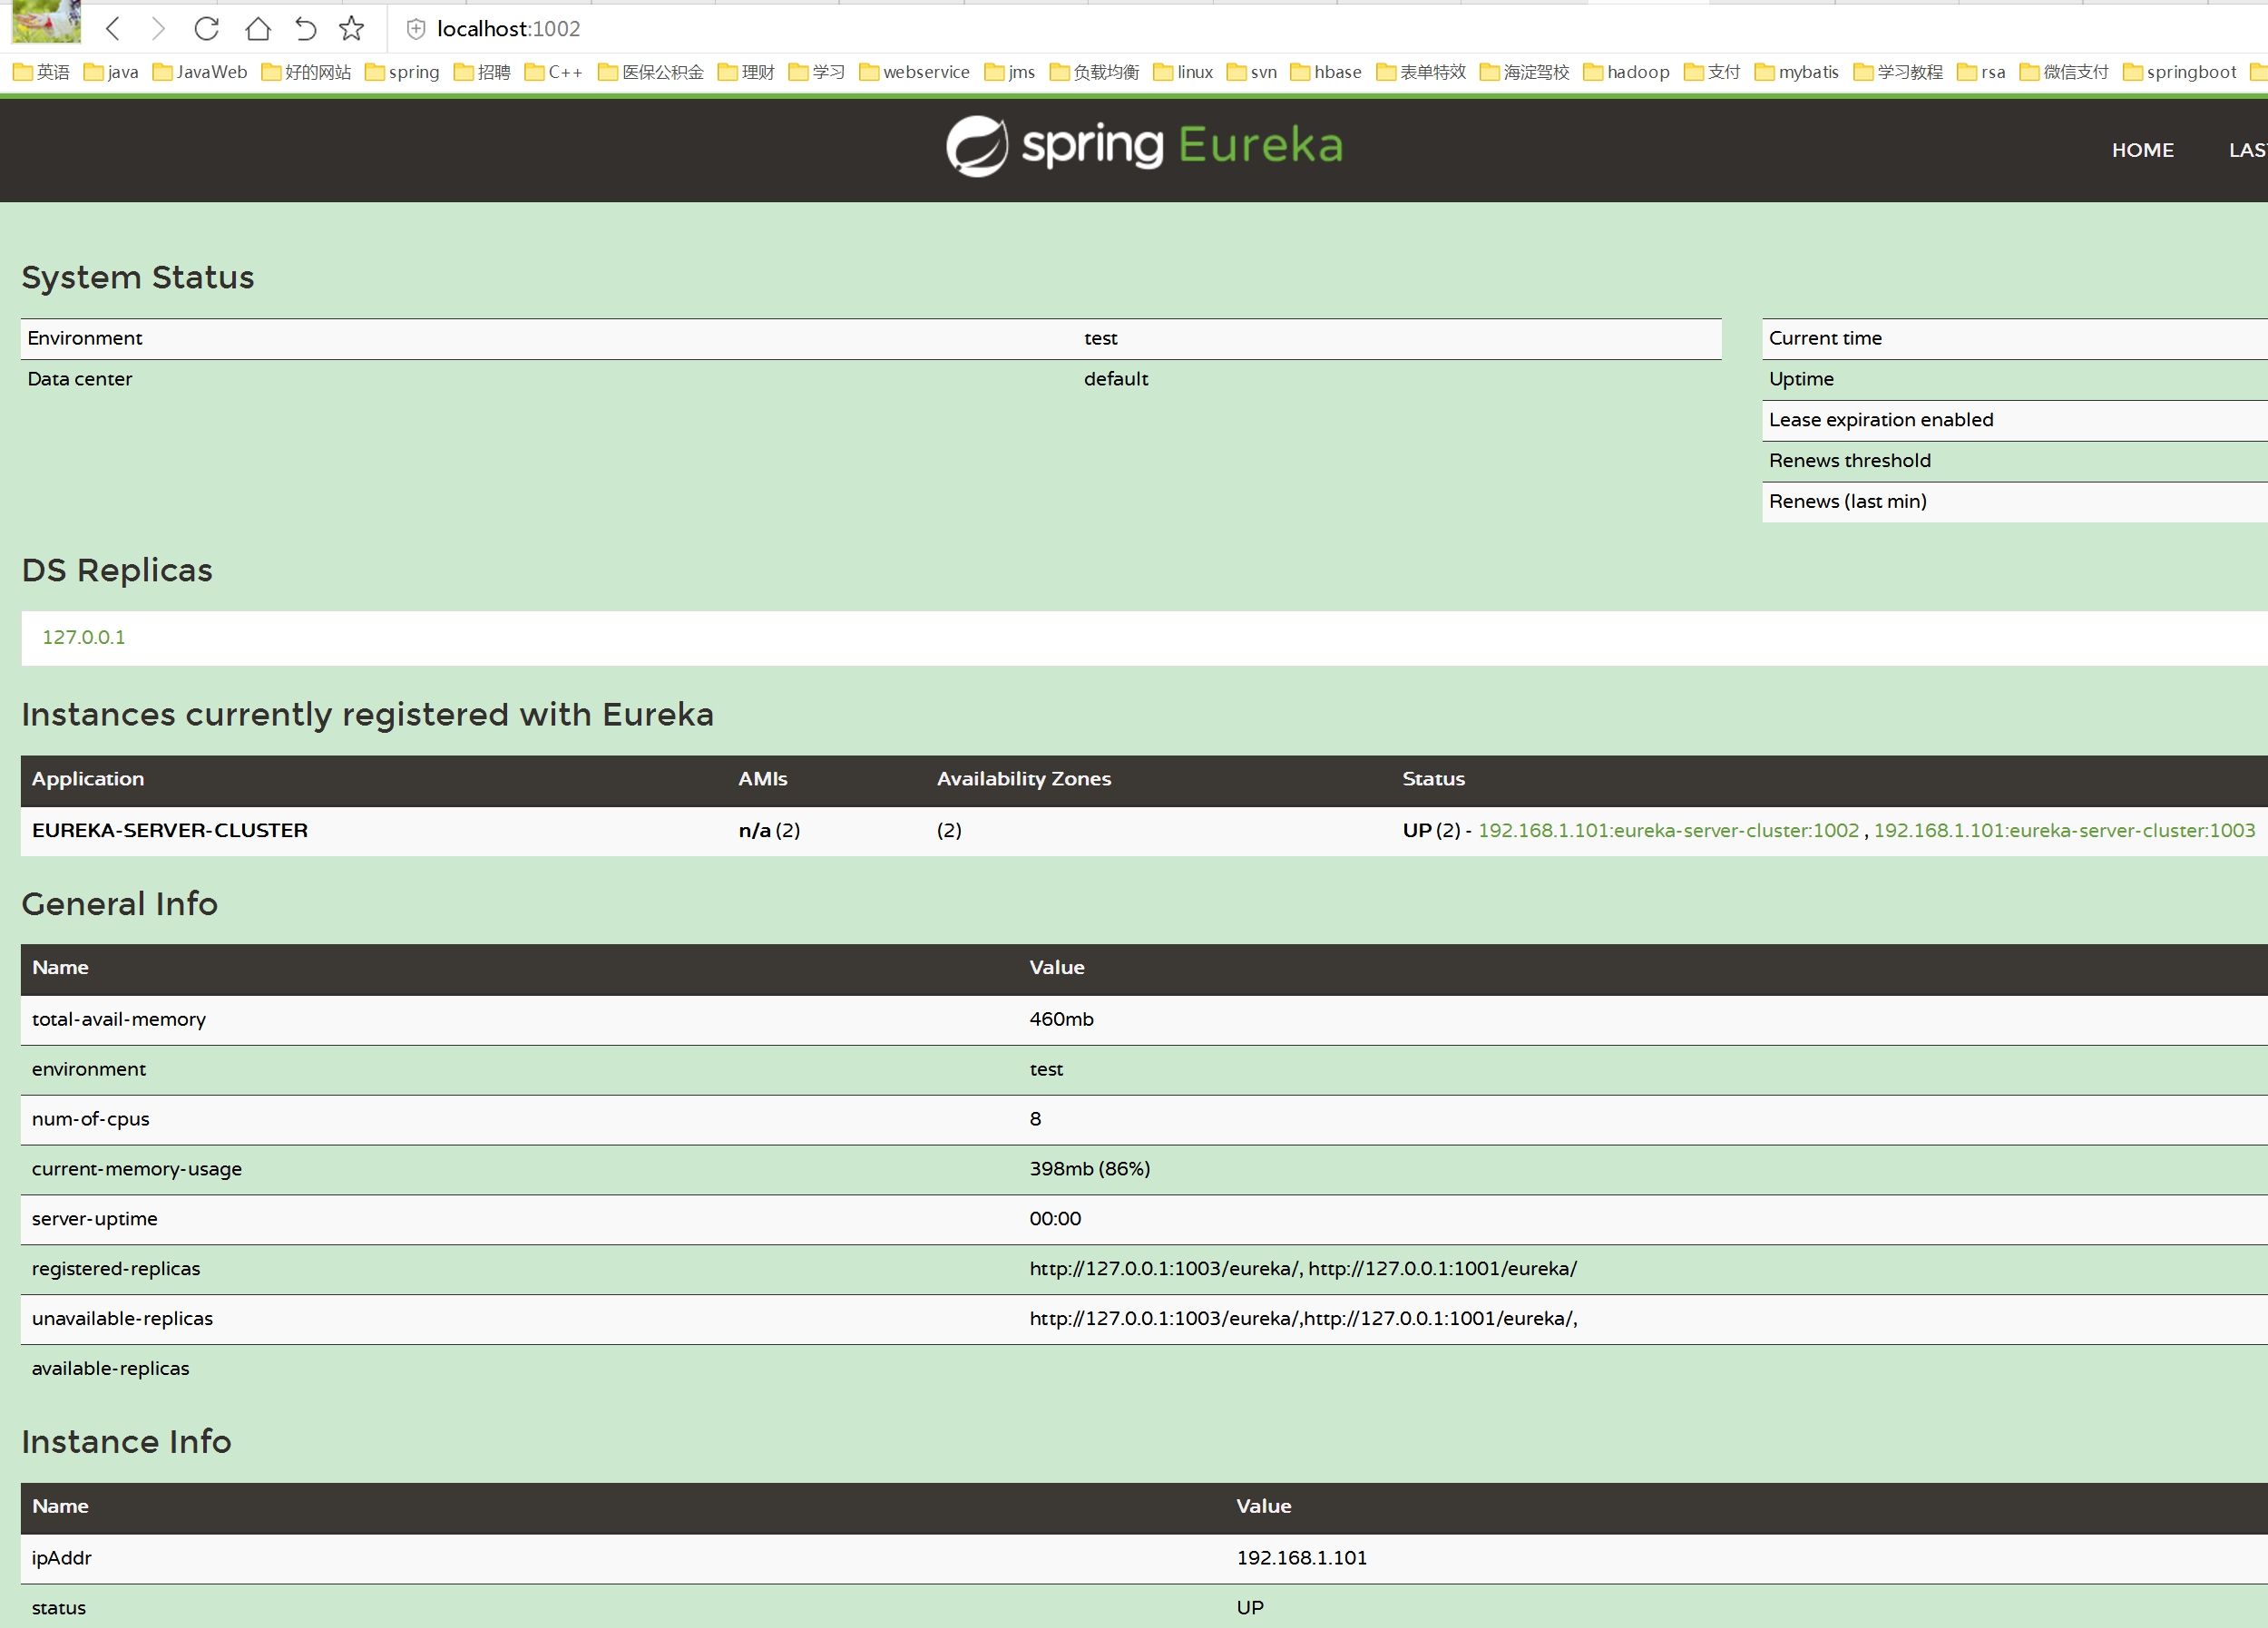 localhost:1002
英语 java JavaWeb 好的网站 spring 招聘 C++ 医保公积金 理财 学习 webservice jms 负载均衡 linux svn hbase 表单特效 海淀驾校 hadoop 支付 mybatis 学习教程 rsa 微信支付 springboot
spring Eureka
HOME LAS
System Status
Environment test
Data center default
Current time
Uptime
Lease expiration enabled
Renews threshold
Renews (last min)
DS Replicas
127.0.0.1
Instances currently registered with Eureka
Application AMIs Availability Zones Status
EUREKA-SERVER-CLUSTER n/a (2) (2) UP (2) - 192.168.1.101:eureka-server-cluster:1002 , 192.168.1.101:eureka-server-cluster:1003
General Info
Name Value
total-avail-memory 460mb
environment test
num-of-cpus 8
current-memory-usage 398mb (86%)
server-uptime 00:00
registered-replicas http://127.0.0.1:1003/eureka/, http://127.0.0.1:1001/eureka/
unavailable-replicas http://127.0.0.1:1003/eureka/,http://127.0.0.1:1001/eureka/,
available-replicas
Instance Info
Name Value
ipAddr 192.168.1.101
status UP